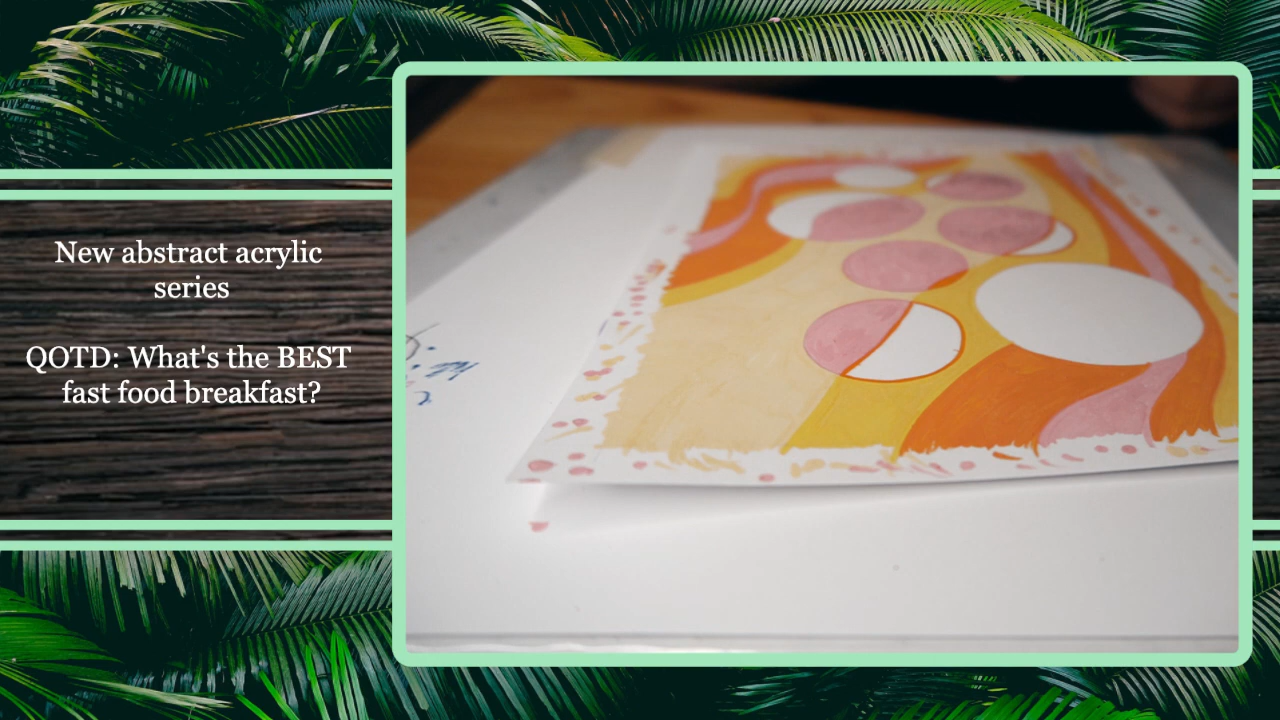 New abstract acrylic
series
QOTD: What's the BEST
fast food breakfast?